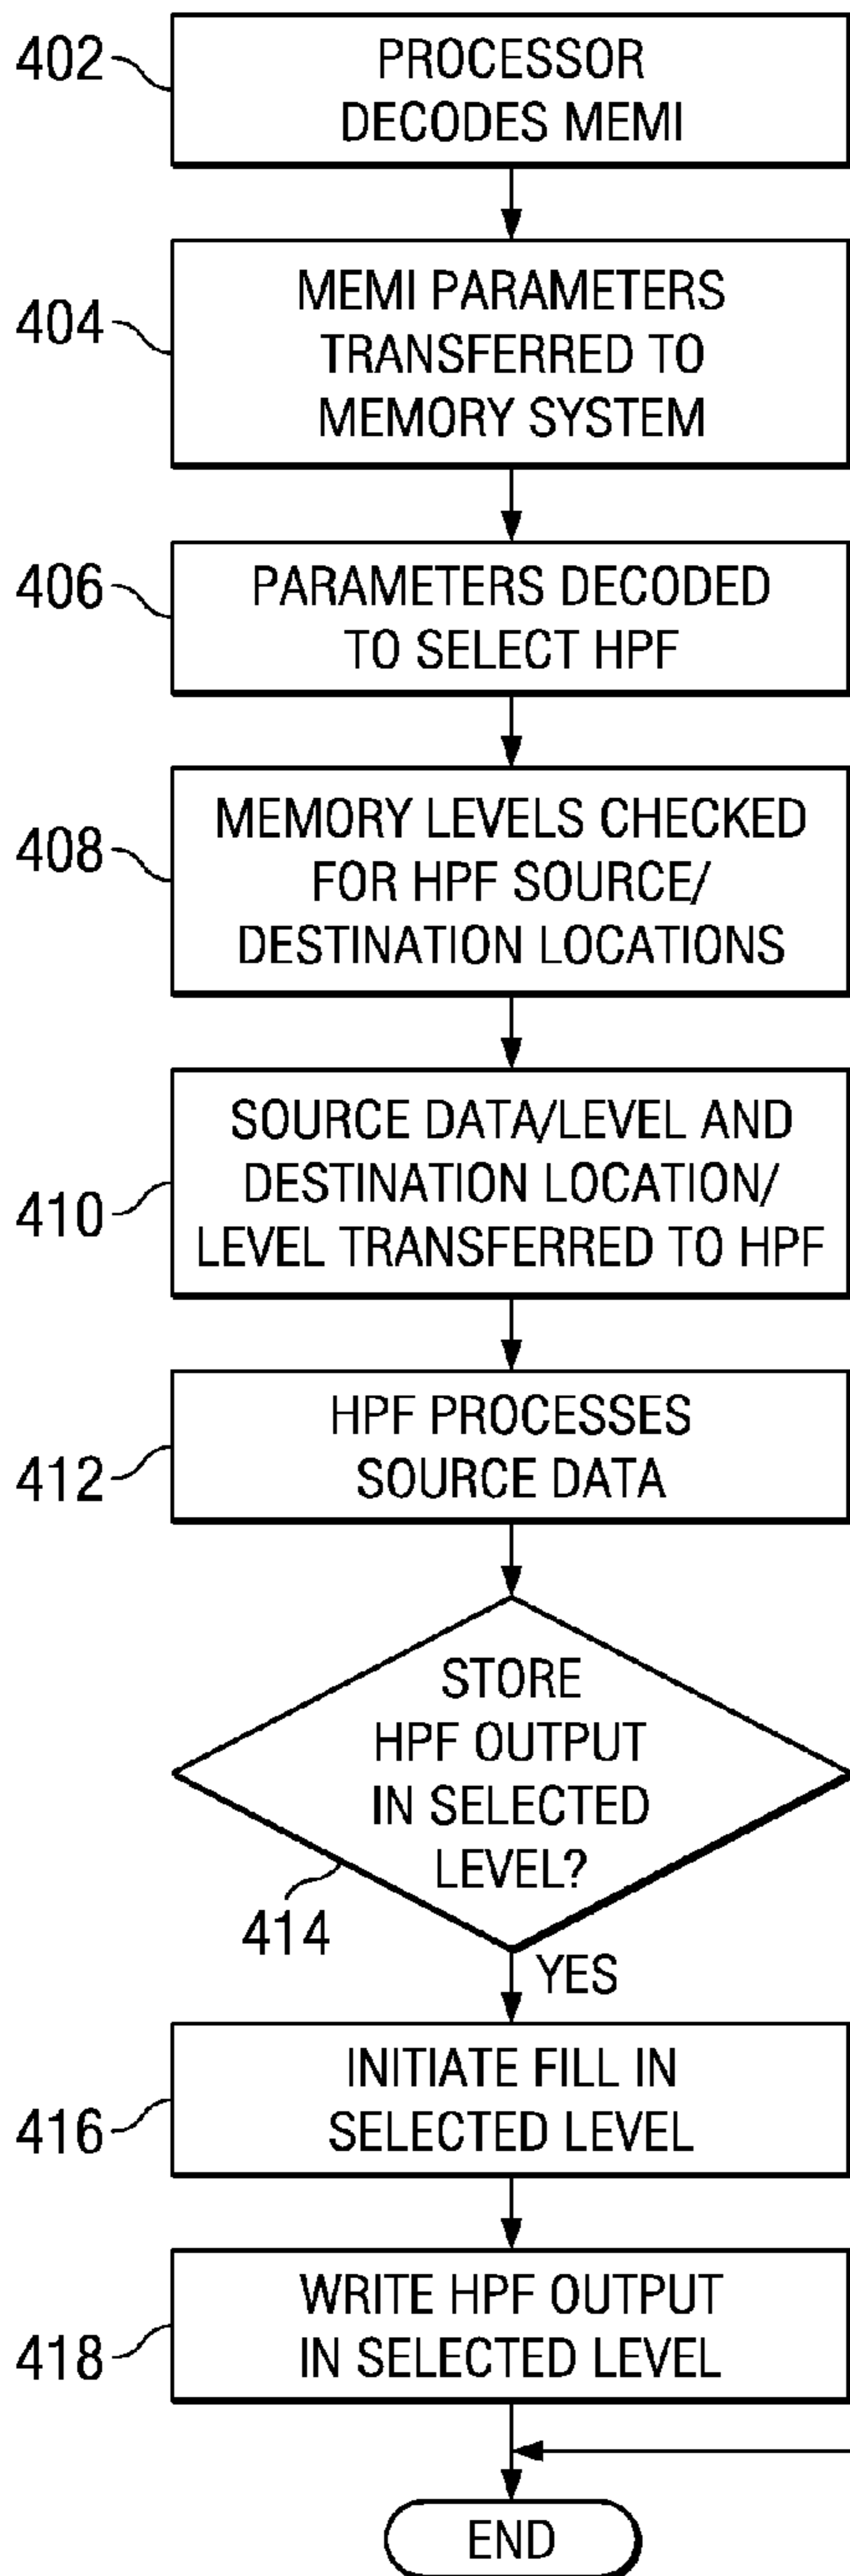 402
PROCESSOR
DECODES MEMI
404
MEMI PARAMETERS
TRANSFERRED TO
MEMORY SYSTEM
406
PARAMETERS DECODED
TO SELECT HPF
408
MEMORY LEVELS CHECKED
FOR HPF SOURCE/
DESTINATION LOCATIONS
410
SOURCE DATA/LEVEL AND
DESTINATION LOCATION/
LEVEL TRANSFERRED TO HPF
412
HPF PROCESSES
SOURCE DATA
STORE
HPF OUTPUT
IN SELECTED
LEVEL?
414
YES
416
INITIATE FILL IN
SELECTED LEVEL
418
WRITE HPF OUTPUT
IN SELECTED LEVEL
END